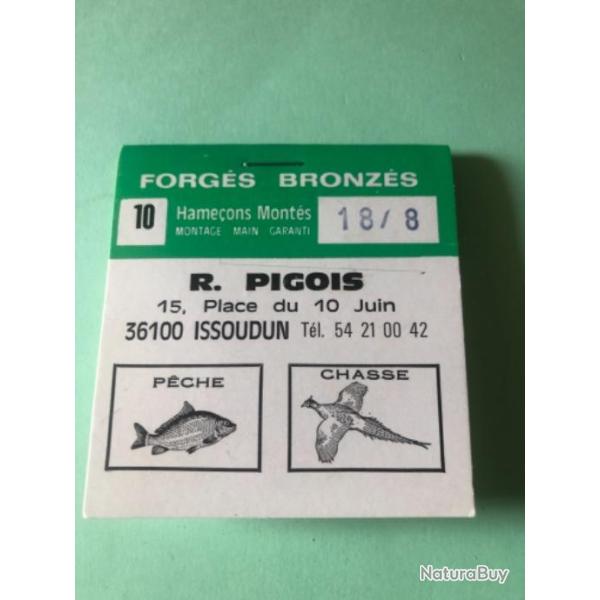 FORGÉS BRONZÉS
10 Hameçons Montés 18/8
MONTAGE MAIN GARANTI
R. PIGOIS
15, Place du 10 Juin
36100 ISSOUDUN Tél. 54 21 00 42
PÊCHE CHASSE
NaturaBuy